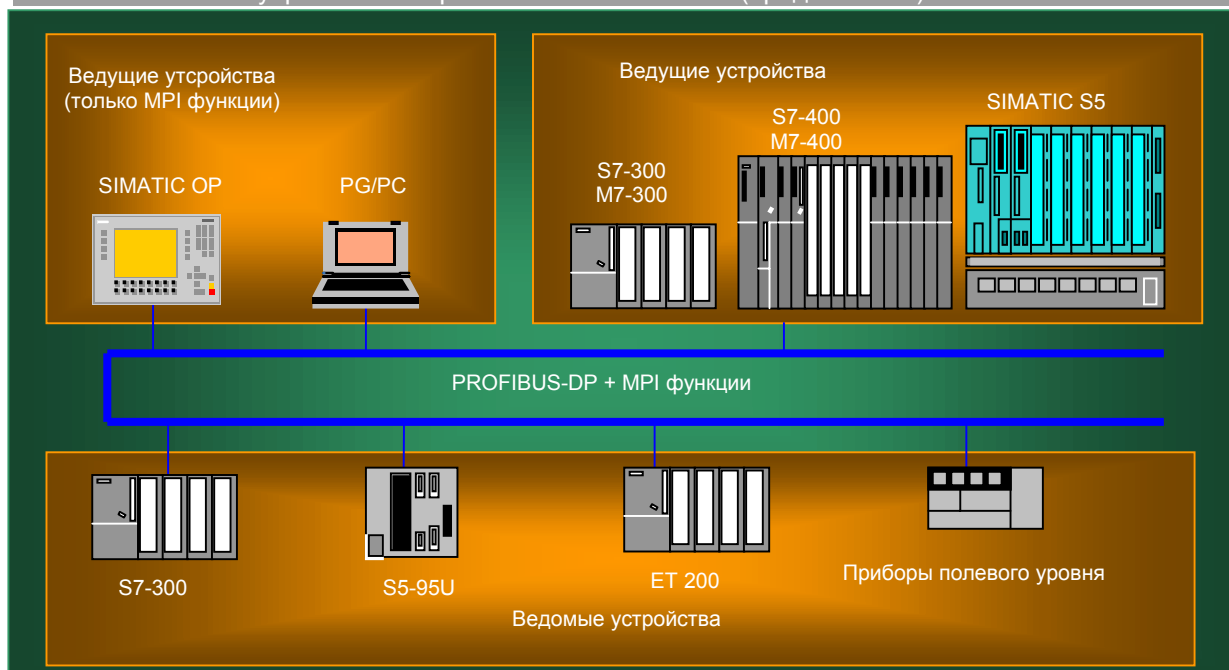 Ведущие утсройства
(только MPI функции)
SIMATIC OP
PG/PC
Ведущие устройства
SIMATIC S5
S7-400
M7-400
S7-300
M7-300
PROFIBUS-DP + MPI функции
S7-300
S5-95U
ET 200
Приборы полевого уровня
Ведомые устройства